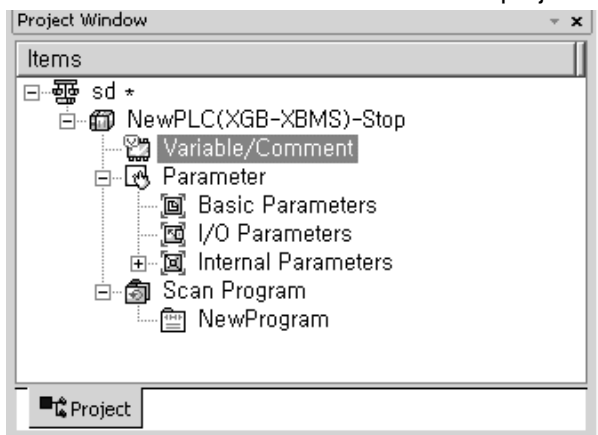 Project Window
Items
sd *
NewPLC(XGB-XBMS)-Stop
Variable/Comment
Parameter
Basic Parameters
I/O Parameters
Internal Parameters
Scan Program
NewProgram
Project